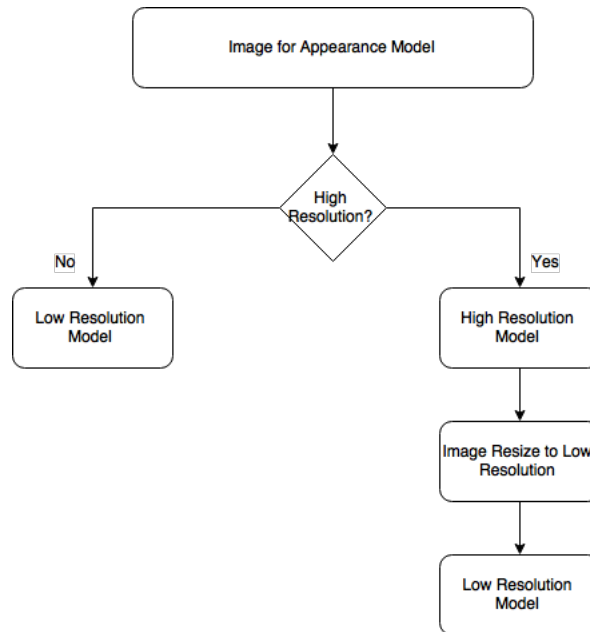 Image for Appearance Model
High
Resolution?
No
Yes
Low Resolution
Model
High Resolution
Model
Image Resize to Low
Resolution
Low Resolution
Model